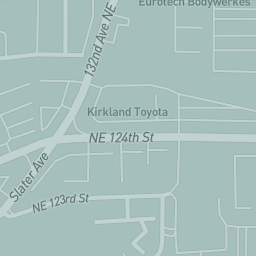 Eurotech Bodywerkes
132nd Ave NE
Kirkland Toyota
NE 124th St
Slater Ave
NE 123rd St